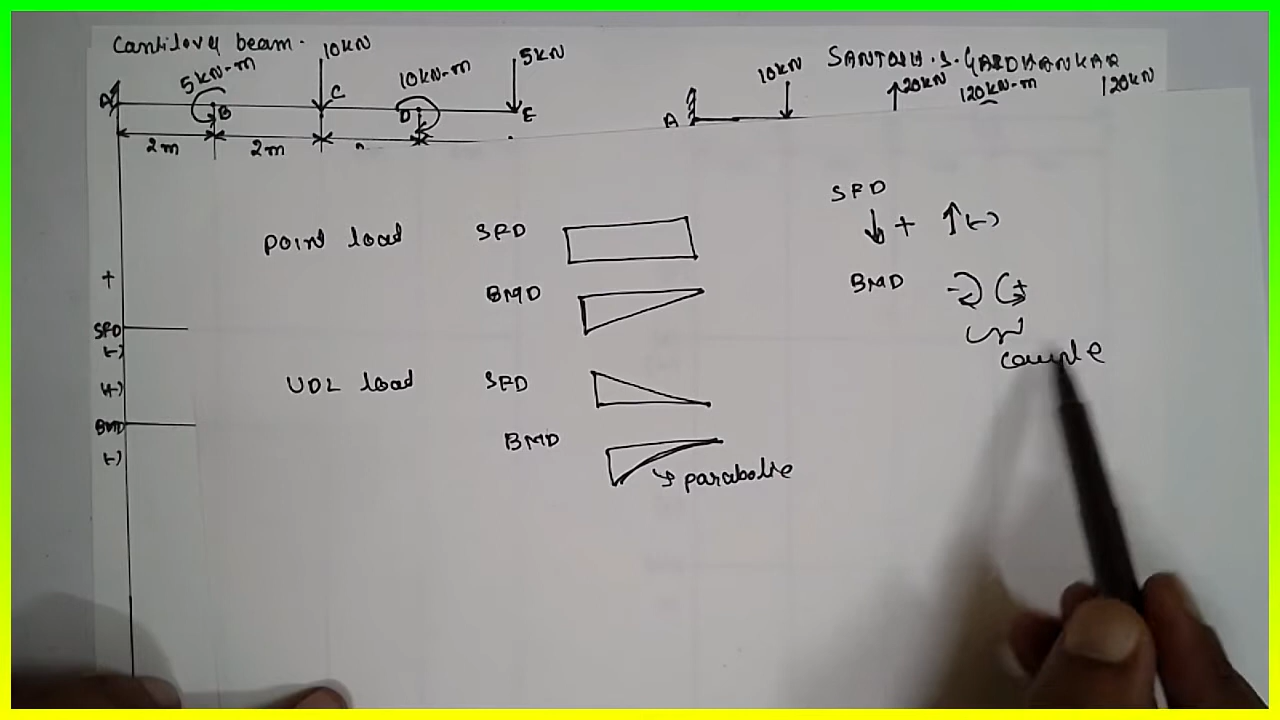 Cantilever beam.
5KN-m
10KN
10KN-m
5KN
A
B
C
D
E
2m
2m
SANTOSH.S.GARDHANKAR
10KN
20KN
120KN-m
120KN
A
SFD
↓ + ↑ (-)
BMD - +
couple
Point load SFD
BMD
UDL load SFD
BMD
parabolic
+
SFD
(-)
(+)
BMD
(-)